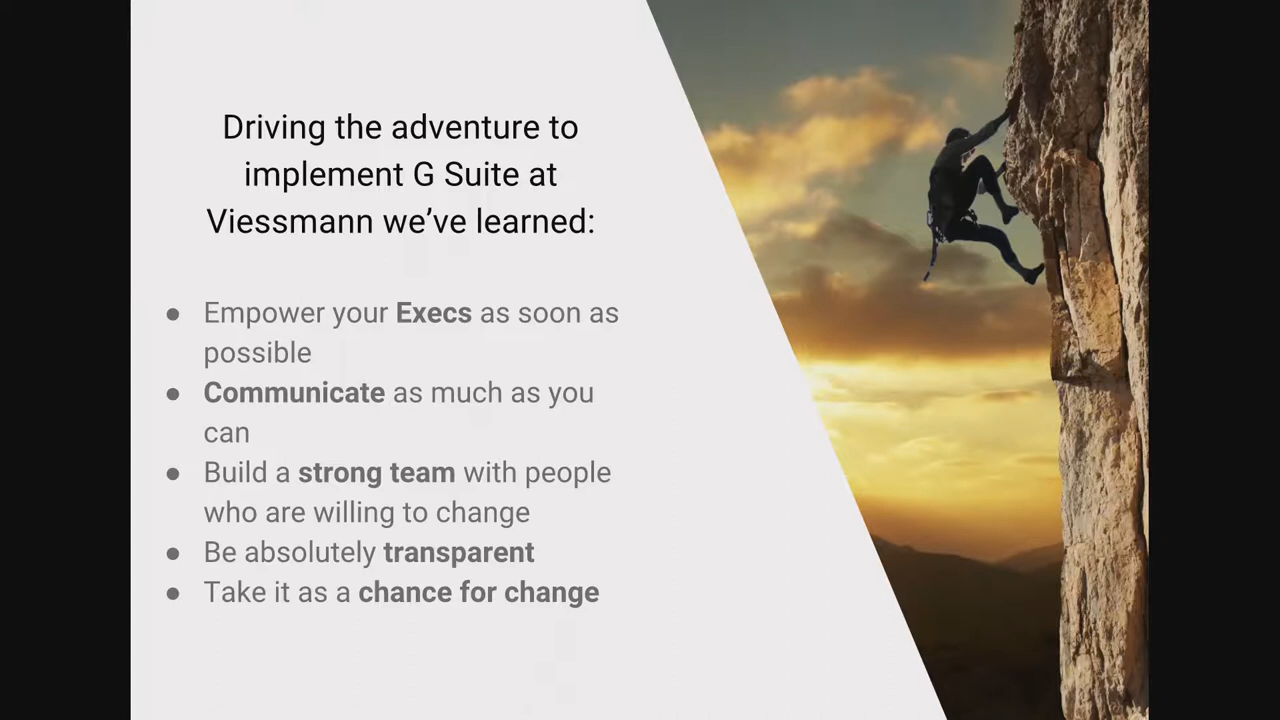 Driving the adventure to
implement G Suite at
Viessmann we’ve learned:
● Empower your Execs as soon as
possible
● Communicate as much as you
can
● Build a strong team with people
who are willing to change
● Be absolutely transparent
● Take it as a chance for change